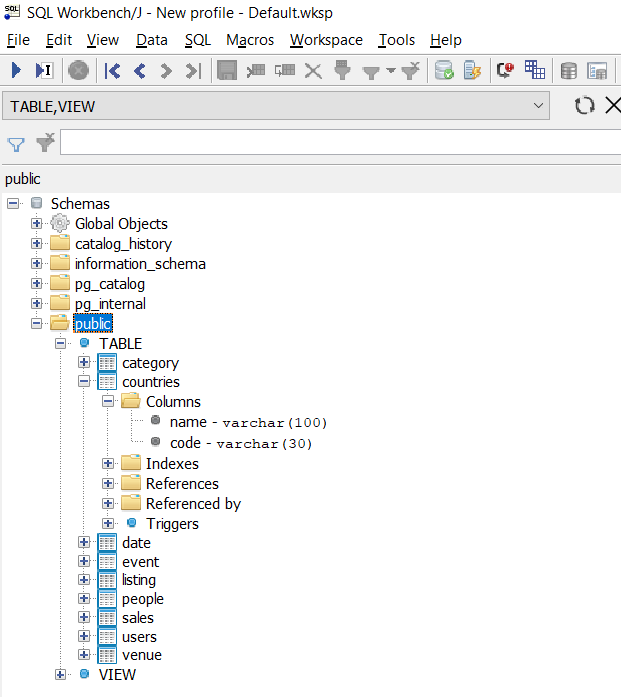 SQL Workbench/J - New profile - Default.wksp
File Edit View Data SQL Macros Workspace Tools Help
TABLE,VIEW
public
Schemas
Global Objects
catalog_history
information_schema
pg_catalog
pg_internal
public
TABLE
category
countries
Columns
name - varchar(100)
code - varchar(30)
Indexes
References
Referenced by
Triggers
date
event
listing
people
sales
users
venue
VIEW